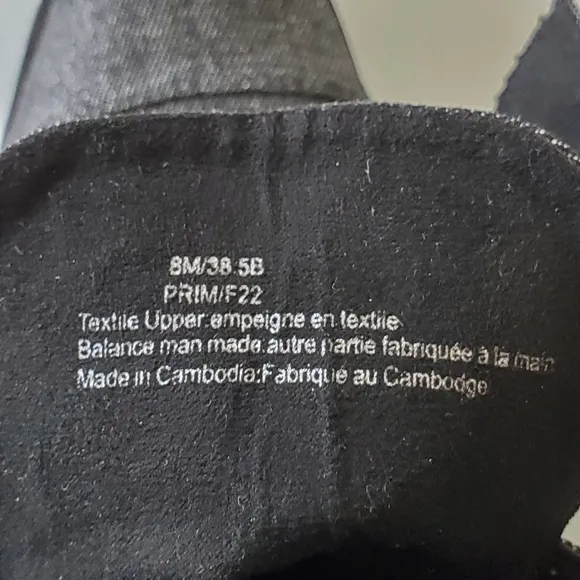 8M/38.5B
PRIM/F22
Textile Upper:empeigne en textile
Balance man made:autre partie fabriquée à la main
Made in Cambodia:Fabriqué au Cambodge